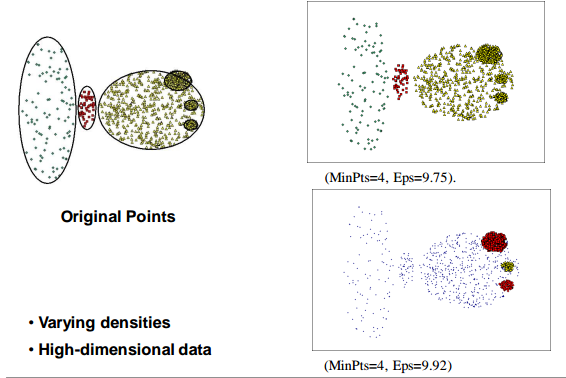 (MinPts=4, Eps=9.75).
Original Points
• Varying densities
• High-dimensional data
(MinPts=4, Eps=9.92)